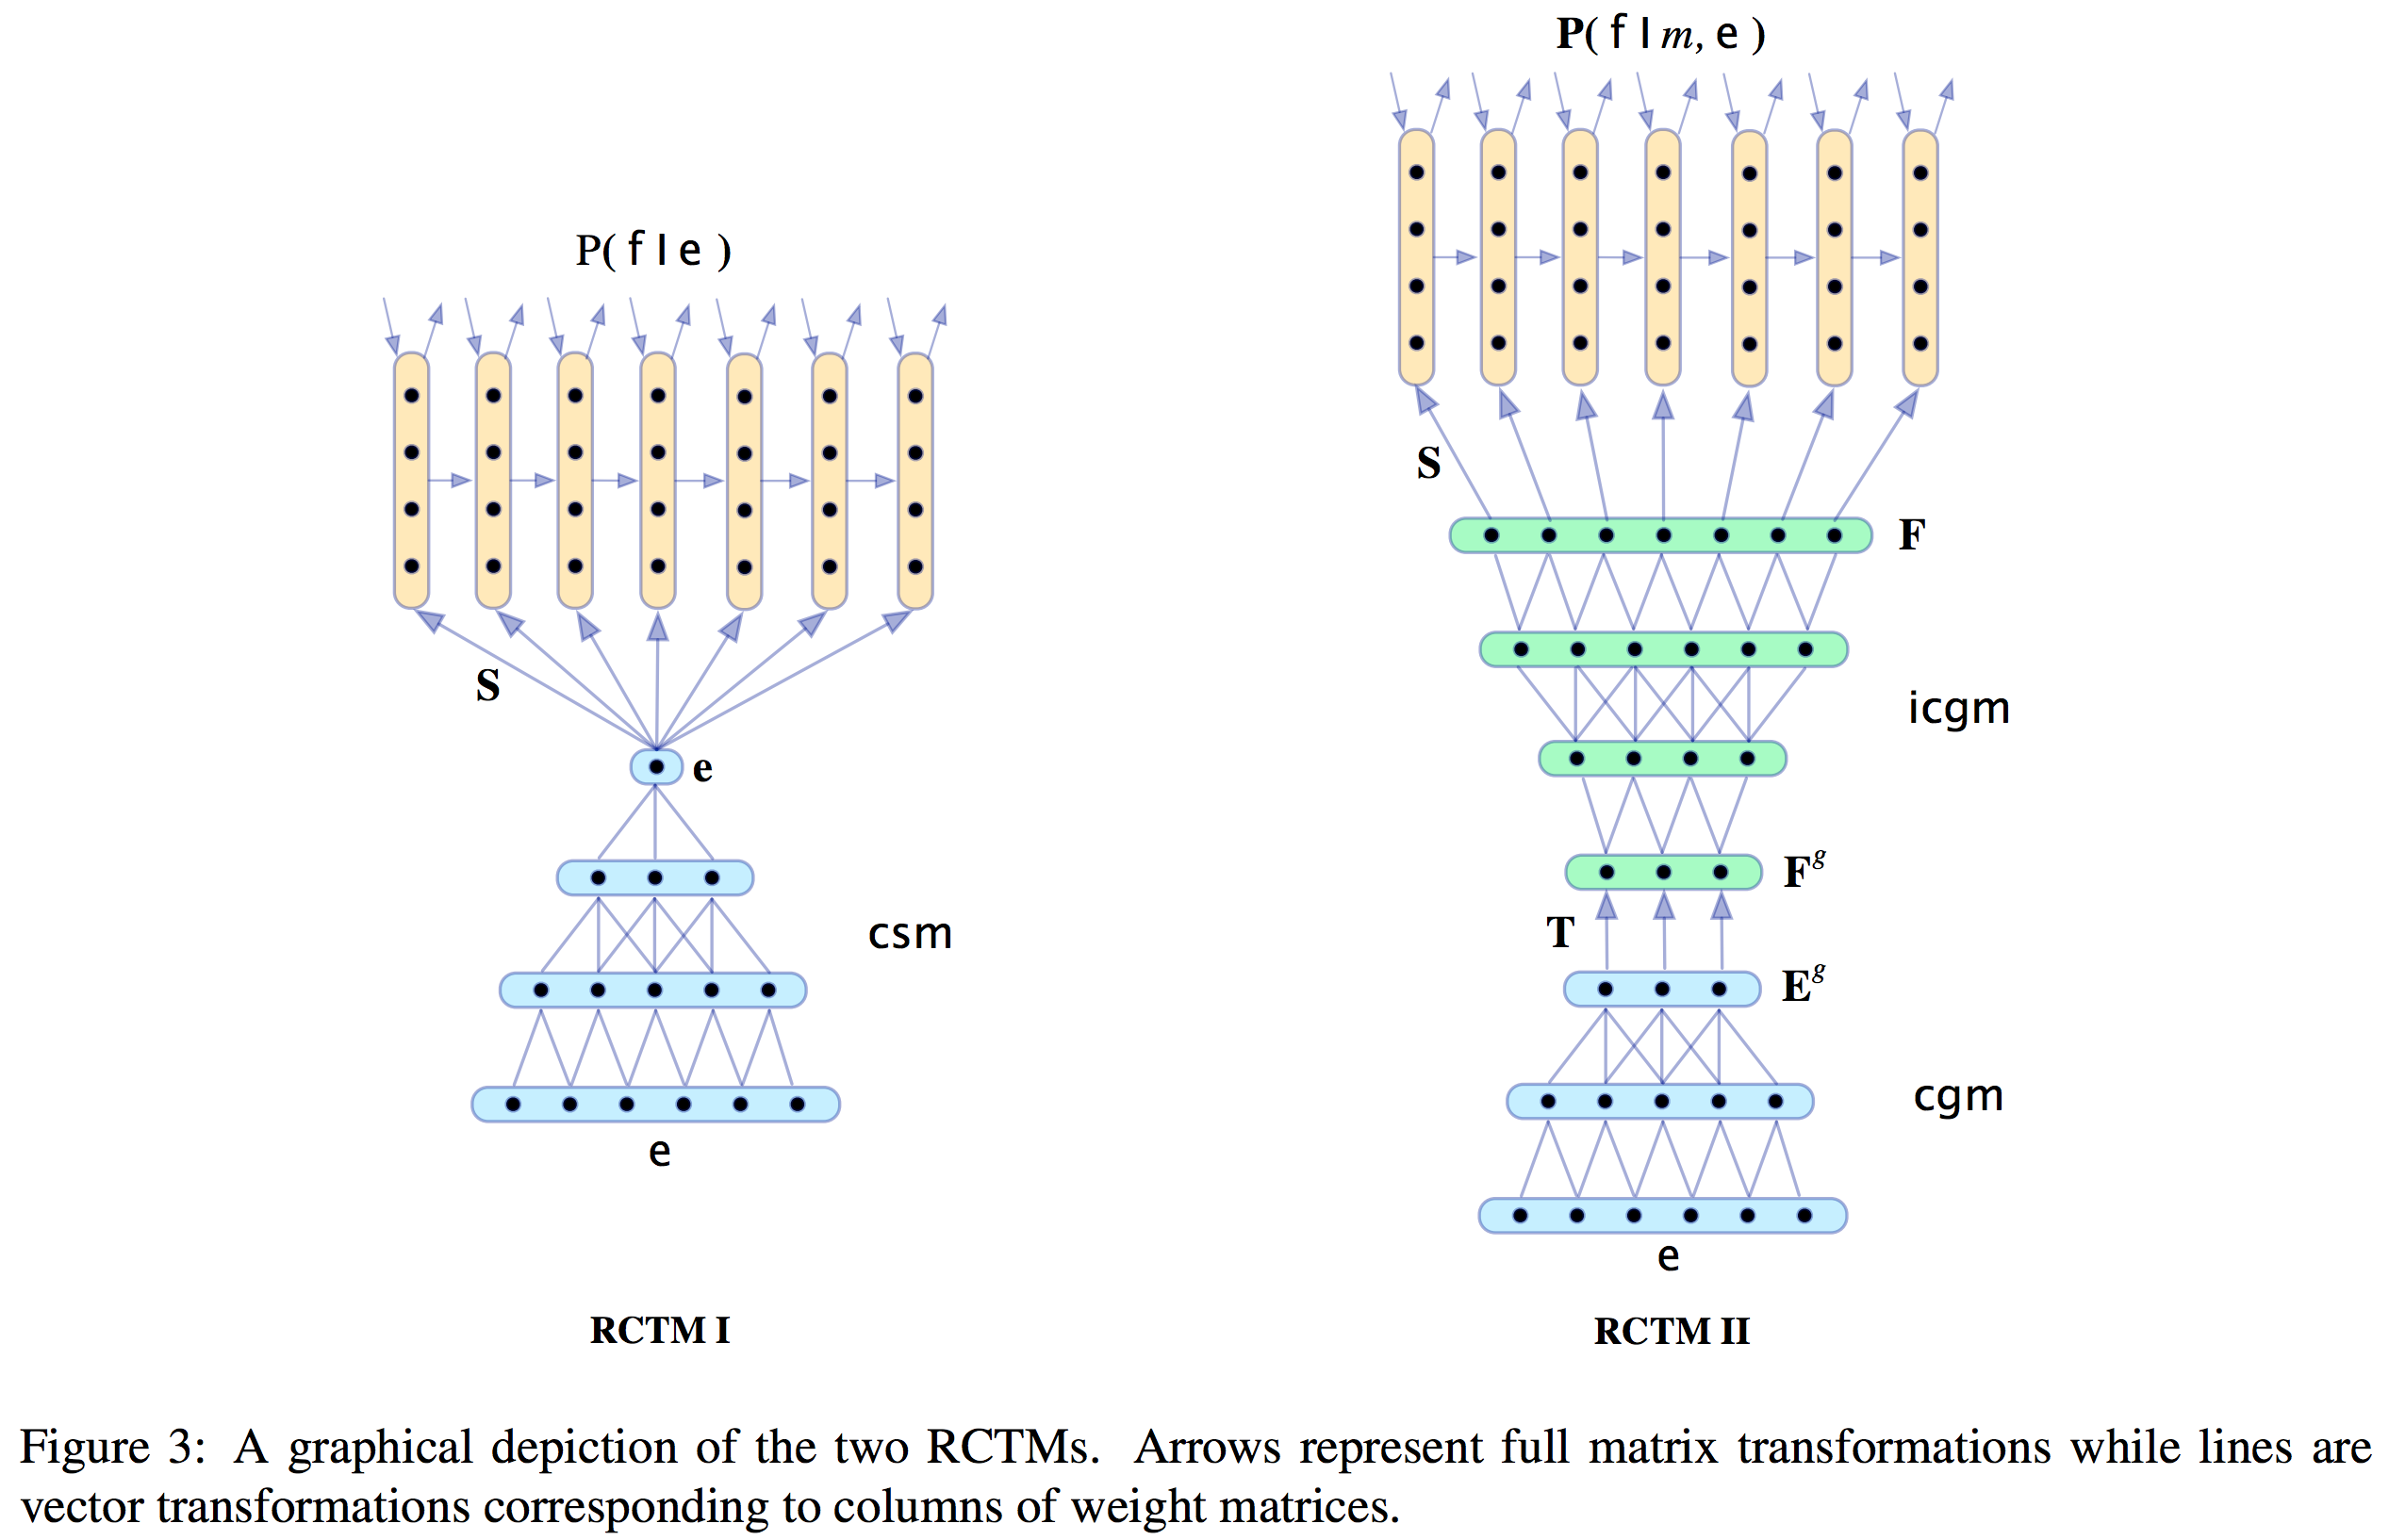 P( f | e )
S
e
csm
e
RCTM I
P( f | m, e )
S
F
icgm
F^g
T
E^g
cgm
e
RCTM II
Figure 3: A graphical depiction of the two RCTMs. Arrows represent full matrix transformations while lines are
vector transformations corresponding to columns of weight matrices.